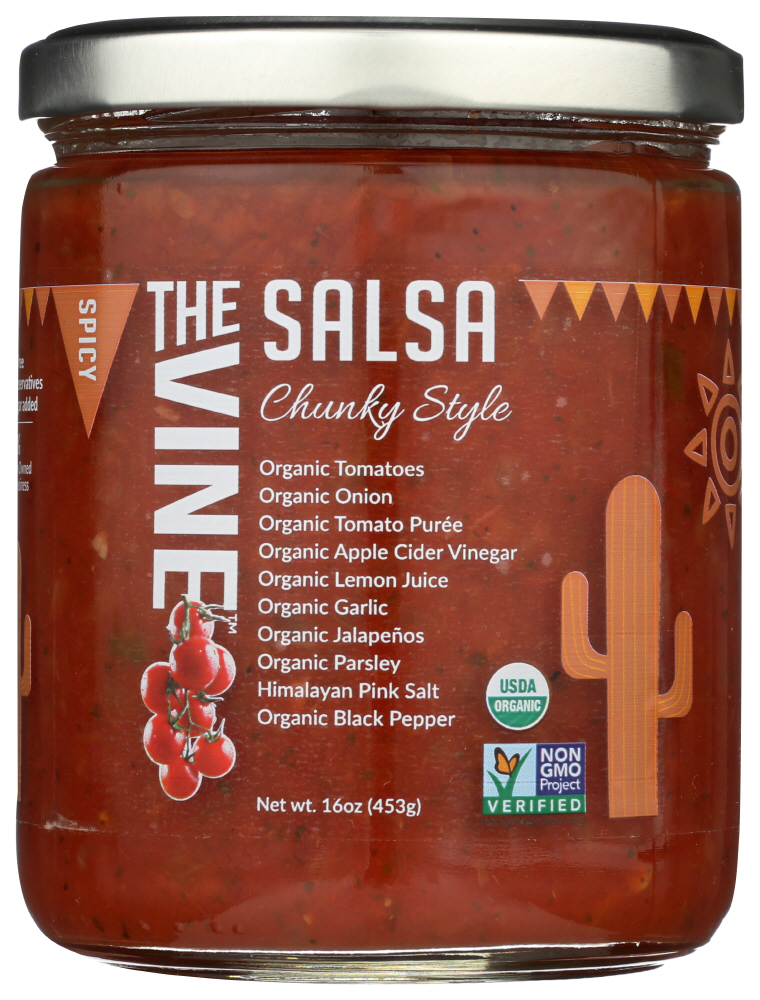 SPICY
THE VINE™
SALSA
Chunky Style
Organic Tomatoes
Organic Onion
Organic Tomato Purée
Organic Apple Cider Vinegar
Organic Lemon Juice
Organic Garlic
Organic Jalapeños
Organic Parsley
Himalayan Pink Salt
Organic Black Pepper
Net wt. 16oz (453g)
USDA
ORGANIC
NON
GMO
Project
VERIFIED
added